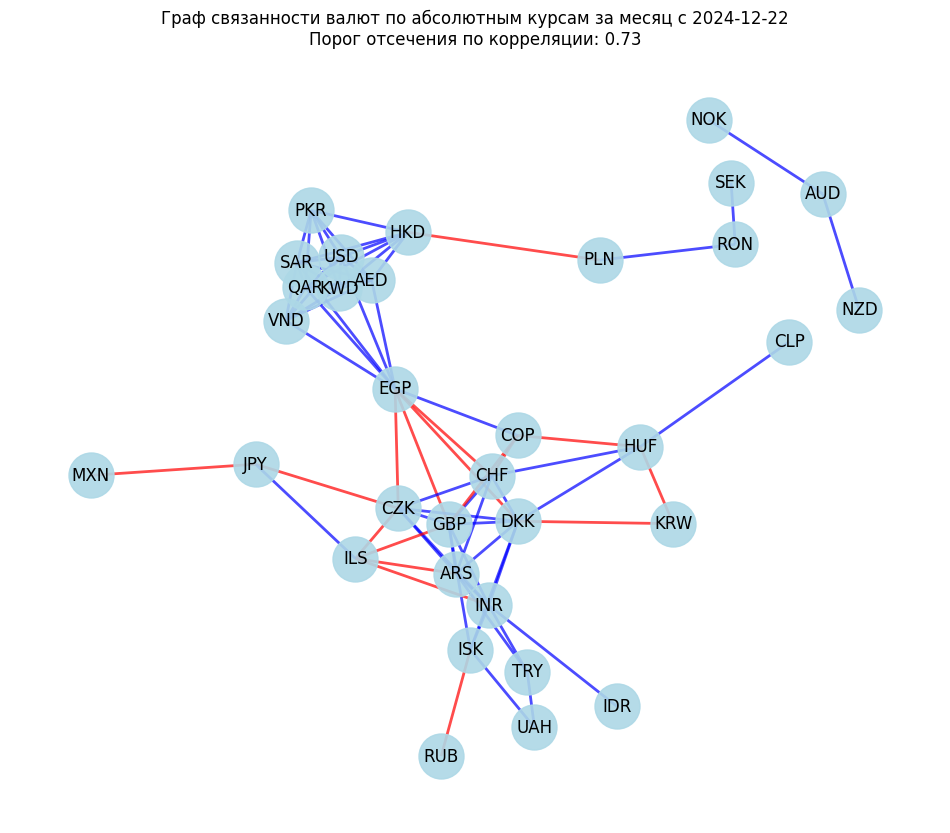 Граф связанности валют по абсолютным курсам за месяц с 2024-12-22
Порог отсечения по корреляции: 0.73
NOK
SEK
AUD
PKR
HKD
RON
USD
PLN
SAR
AED
QAR
KWD
NZD
VND
CLP
EGP
COP
HUF
JPY
MXN
CHF
CZK
GBP
DKK
KRW
ILS
ARS
INR
ISK
TRY
IDR
UAH
RUB